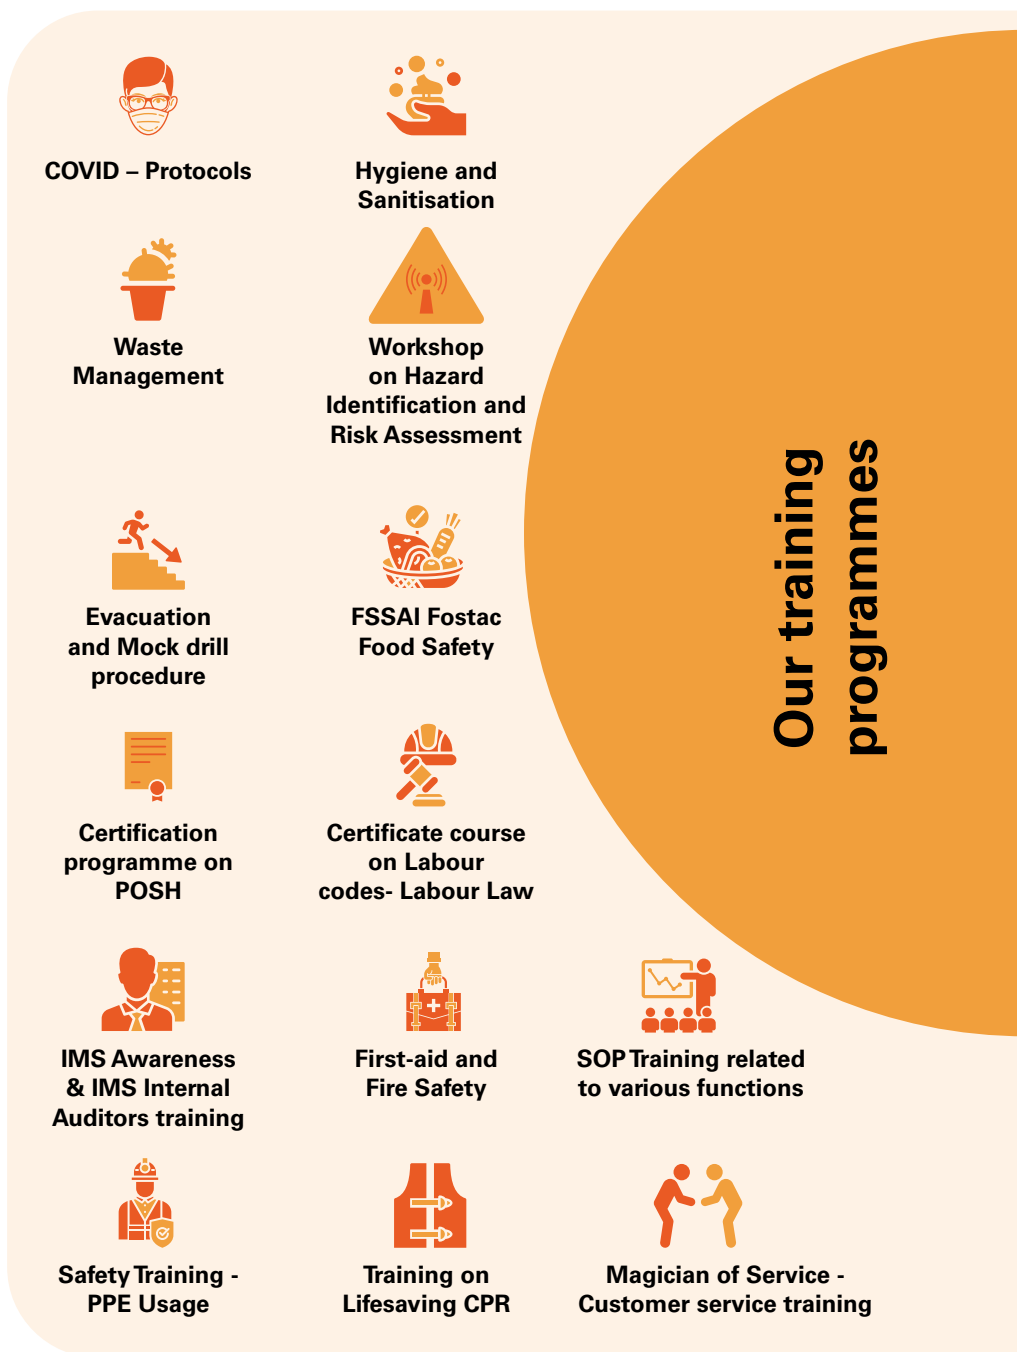 COVID – Protocols
Hygiene and
Sanitisation
Waste
Management
Workshop
on Hazard
Identification and
Risk Assessment
Our training
programmes
Evacuation
and Mock drill
procedure
FSSAI Fostac
Food Safety
Certification
programme on
POSH
Certificate course
on Labour
codes- Labour Law
IMS Awareness
& IMS Internal
Auditors training
First-aid and
Fire Safety
SOP Training related
to various functions
Safety Training -
PPE Usage
Training on
Lifesaving CPR
Magician of Service -
Customer service training